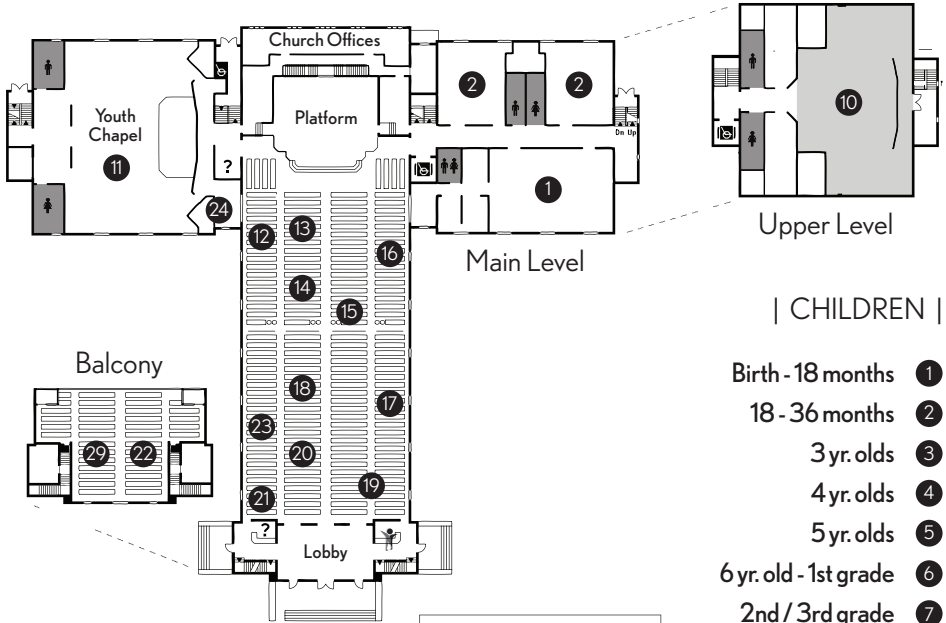 Church Offices
Platform
Youth
Chapel
11
?
24
2
2
Dn Up
1
Main Level
10
Upper Level
12
13
16
14
15
18
17
23
20
19
21
?
Lobby
Balcony
29
22
| CHILDREN |
Birth - 18 months 1
18 - 36 months 2
3 yr. olds 3
4 yr. olds 4
5 yr. olds 5
6 yr. old - 1st grade 6
2nd / 3rd grade 7